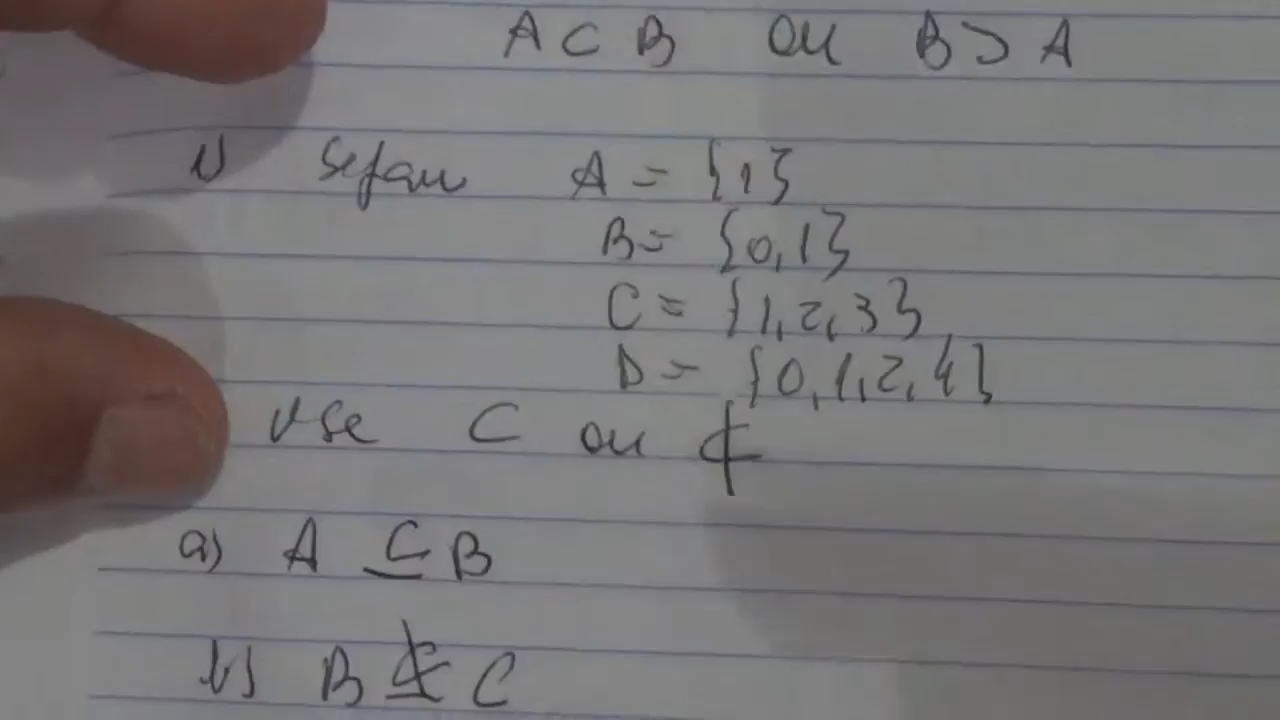 A ⊂ B ou B ⊃ A
1) Sejam A = {1}
B = {0,1}
C = {1,2,3}
D = {0,1,2,4}
use ⊂ ou ⊄
a) A ⊂ B
b) B ⊄ C